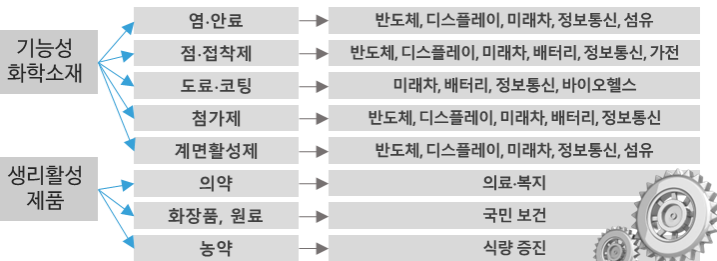 기능성
화학소재
염·안료
반도체, 디스플레이, 미래차, 정보통신, 섬유
점·접착제
반도체, 디스플레이, 미래차, 배터리, 정보통신, 가전
도료·코팅
미래차, 배터리, 정보통신, 바이오헬스
첨가제
반도체, 디스플레이, 미래차, 배터리, 정보통신
계면활성제
반도체, 디스플레이, 미래차, 정보통신, 섬유
생리활성
제품
의약
의료·복지
화장품, 원료
국민 보건
농약
식량 증진